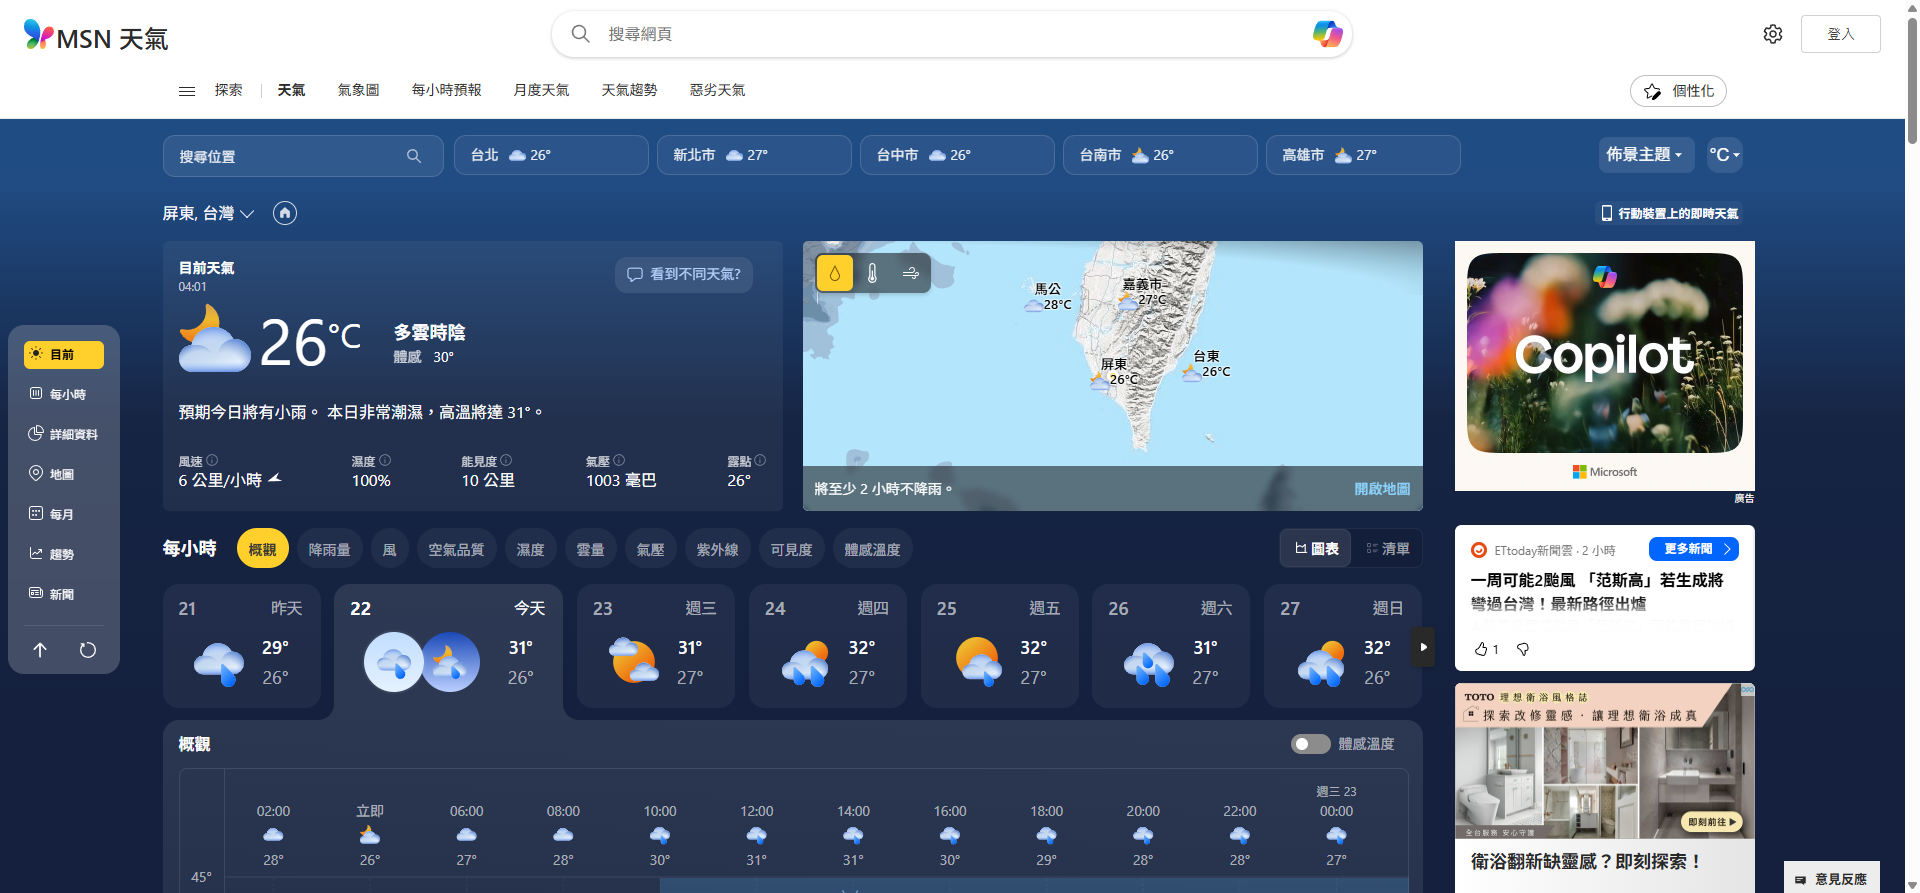 MSN 天氣
搜尋網頁
登入
探索
天氣
氣象圖
每小時預報
月度天氣
天氣趨勢
惡劣天氣
個性化
搜尋位置
台北 26°
新北市 27°
台中市 26°
台南市 26°
高雄市 27°
佈景主題
°C
屏東, 台灣
行動裝置上的即時天氣
目前
每小時
詳細資料
地圖
每月
趨勢
新聞
目前天氣
04:01
看到不同天氣?
26°C
多雲時陰
體感 30°
預期今日將有小雨。 本日非常潮濕，高溫將達 31°。
風速
6 公里/小時
濕度
100%
能見度
10 公里
氣壓
1003 毫巴
露點
26°
馬公
28°C
嘉義市
27°C
屏東
26°C
台東
26°C
將至少 2 小時不降雨。
開啟地圖
Copilot
Microsoft
廣告
每小時
概觀
降雨量
風
空氣品質
濕度
雲量
氣壓
紫外線
可見度
體感溫度
圖表
清單
21 昨天
29°
26°
22 今天
31°
26°
23 週三
31°
27°
24 週四
32°
27°
25 週五
32°
27°
26 週六
31°
27°
27 週日
32°
26°
概觀
體感溫度
週三 23
02:00 立即 06:00 08:00 10:00 12:00 14:00 16:00 18:00 20:00 22:00 00:00
28° 26° 27° 28° 30° 31° 31° 30° 29° 28° 28° 27°
45°
ETtoday新聞雲 · 2 小時
更多新聞
一周可能2颱風 「范斯高」若生成將
彎過台灣！最新路徑出爐
1
TOTO 理想衛浴風格誌
探索改修靈感．讓理想衛浴成真
即刻前往
全台服務 安心守護
衛浴翻新缺靈感？即刻探索！
意見反應